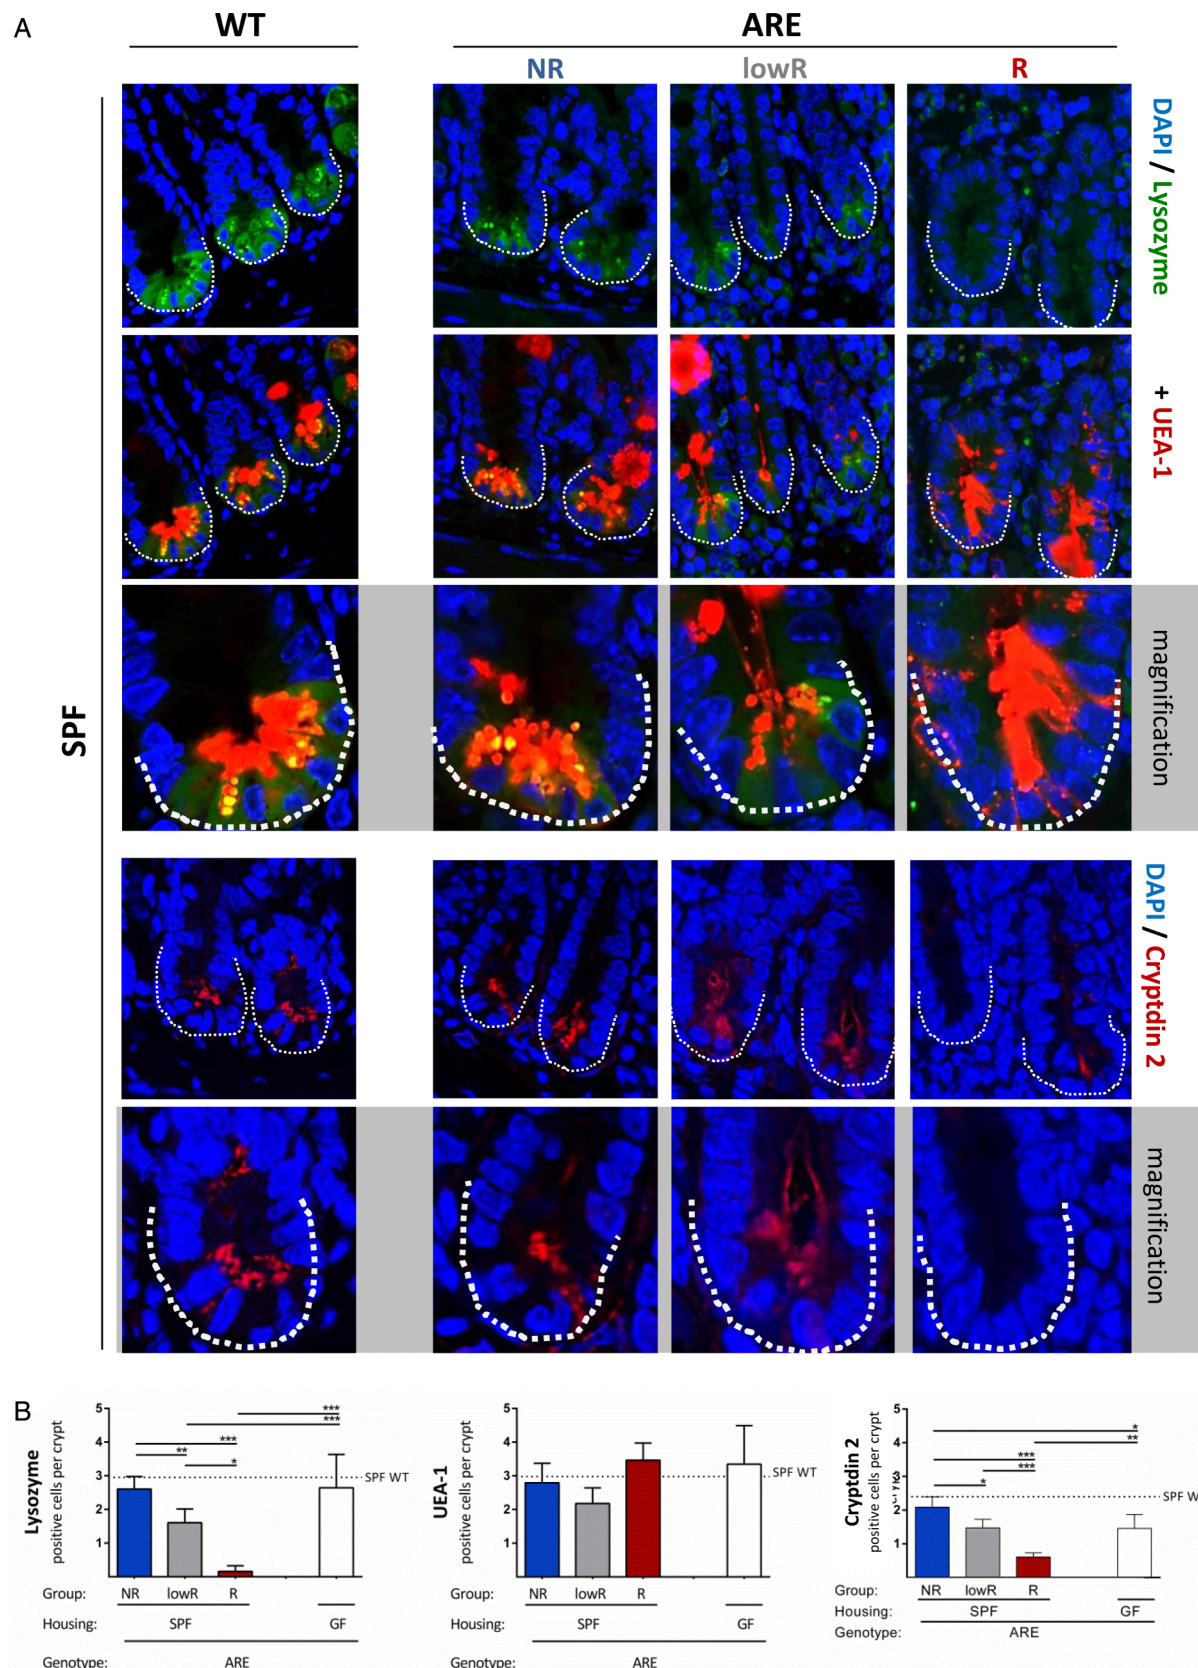 A
WT
ARE
NR
lowR
R
SPF
DAPI / Lysozyme
+ UEA-1
magnification
DAPI / Cryptdin 2
magnification
B
Lysozyme
positive cells per crypt
5
4
3
2
1
***
***
***
**
*
SPF WT
Group: NR lowR R
Housing: SPF GF
Genotype: ARE
UEA-1
positive cells per crypt
5
4
3
2
1
SPF WT
Group: NR lowR R
Housing: SPF GF
Genotype: ARE
Cryptdin 2
positive cells per crypt
5
4
3
2
1
*
**
***
***
*
SPF W
Group: NR lowR R
Housing: SPF GF
Genotype: ARE